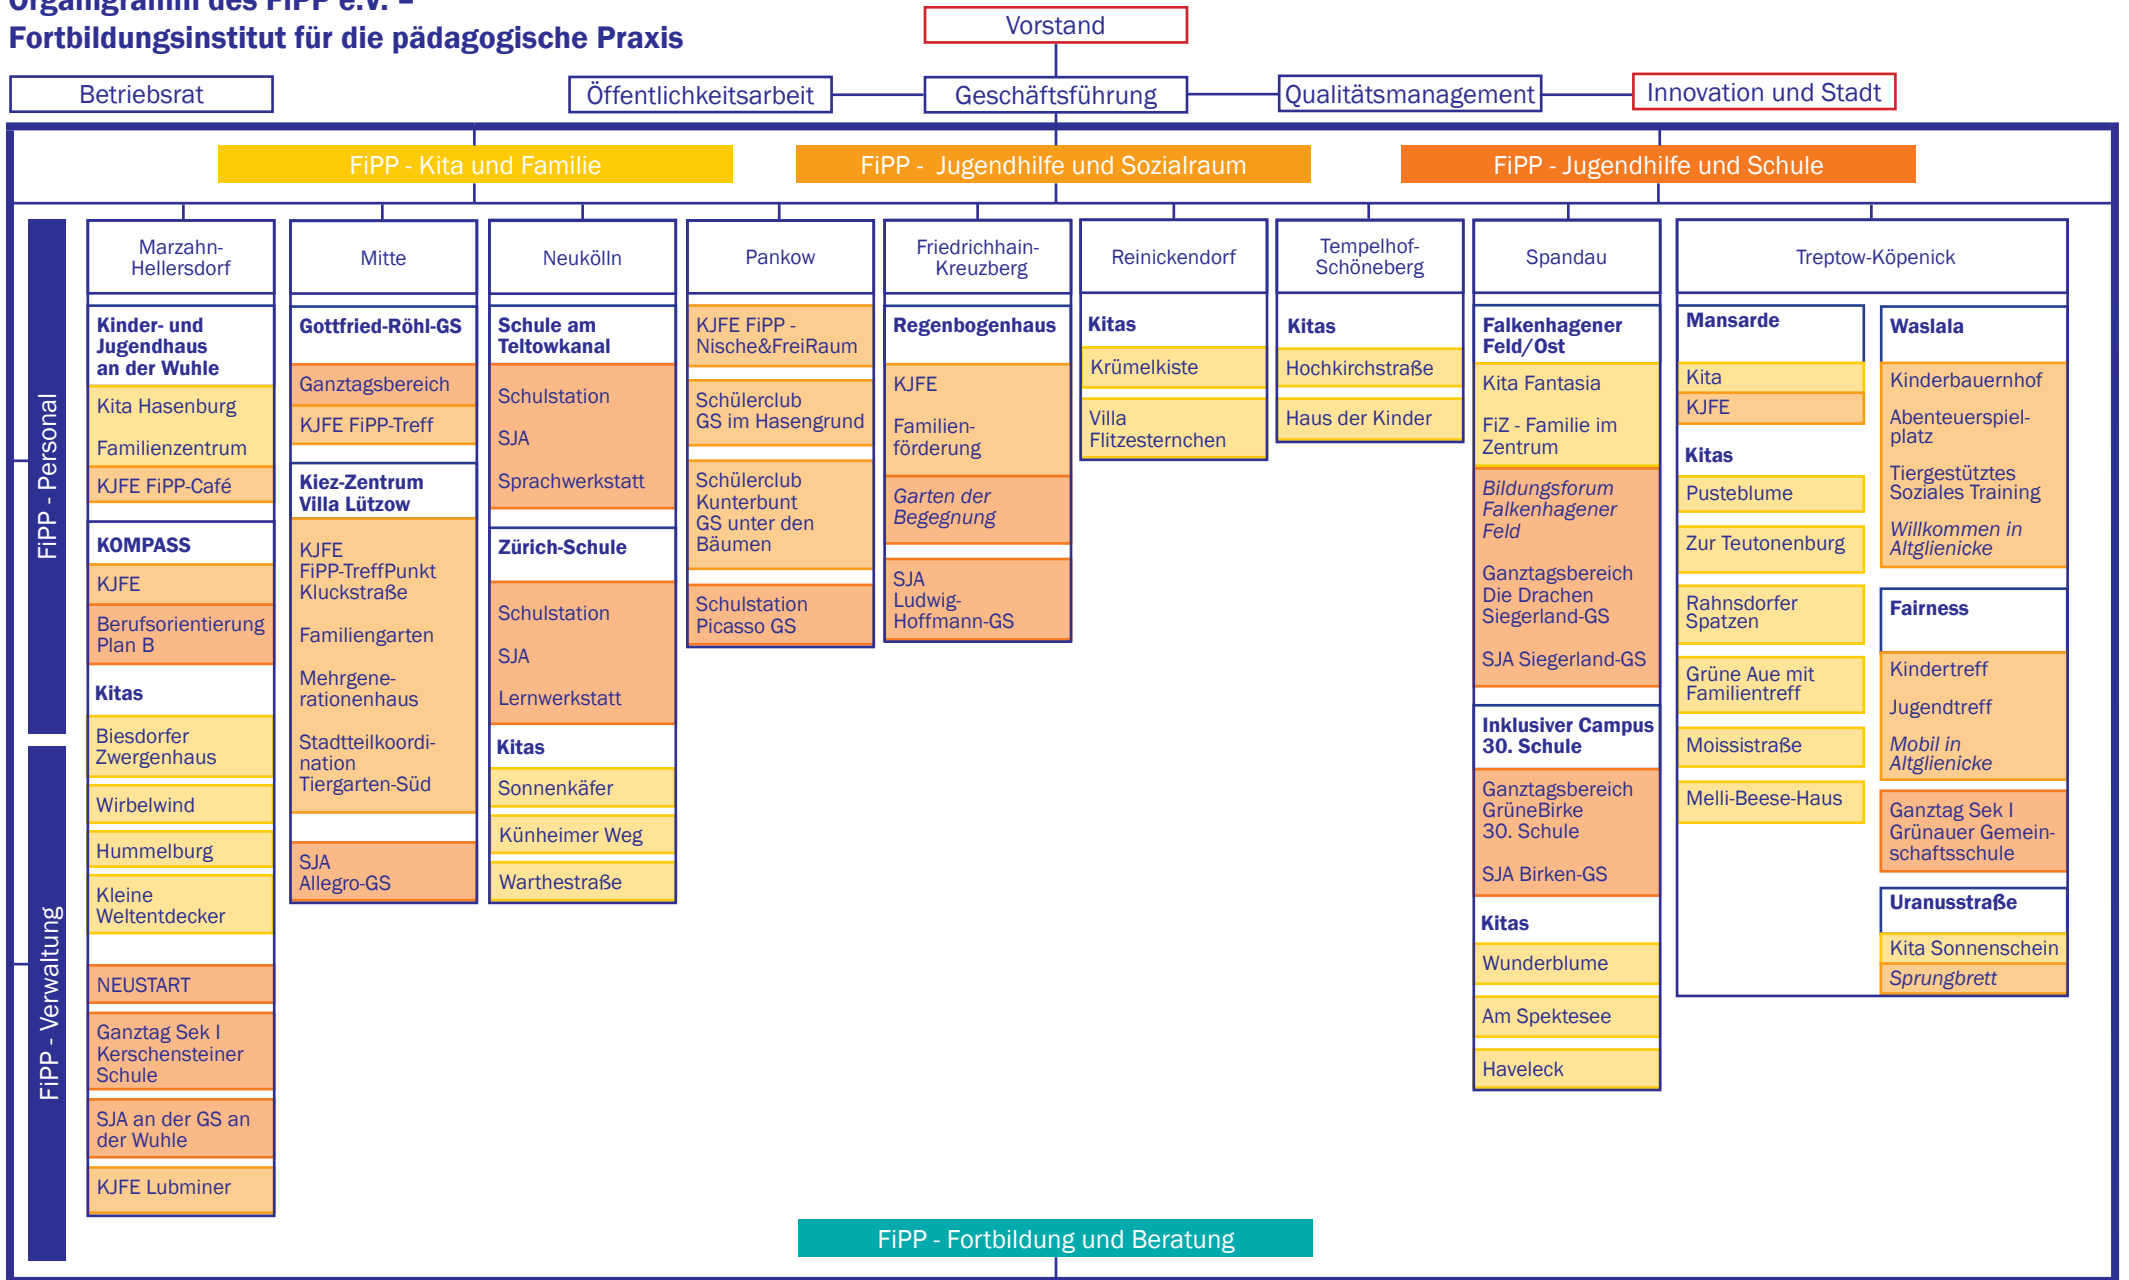 Organigramm des FiPP e.V. –
Fortbildungsinstitut für die pädagogische Praxis
Vorstand
Betriebsrat
Öffentlichkeitsarbeit
Geschäftsführung
Qualitätsmanagement
Innovation und Stadt
FiPP - Kita und Familie
FiPP - Jugendhilfe und Sozialraum
FiPP - Jugendhilfe und Schule
FiPP - Personal
FiPP - Verwaltung
Marzahn-
Hellersdorf
Kinder- und
Jugendhaus
an der Wuhle
Kita Hasenburg
Familienzentrum
KJFE FiPP-Café
KOMPASS
KJFE
Berufsorientierung
Plan B
Kitas
Biesdorfer
Zwergenhaus
Wirbelwind
Hummelburg
Kleine
Weltentdecker
NEUSTART
Ganztag Sek I
Kerschensteiner
Schule
SJA an der GS an
der Wuhle
KJFE Lubminer
Mitte
Gottfried-Röhl-GS
Ganztagsbereich
KJFE FiPP-Treff
Kiez-Zentrum
Villa Lützow
KJFE
FiPP-TreffPunkt
Kluckstraße
Familiengarten
Mehrgene-
rationenhaus
Stadtteilkoordi-
nation
Tiergarten-Süd
SJA
Allegro-GS
Neukölln
Schule am
Teltowkanal
Schulstation
SJA
Sprachwerkstatt
Zürich-Schule
Schulstation
SJA
Lernwerkstatt
Kitas
Sonnenkäfer
Künheimer Weg
Warthestraße
Pankow
KJFE FiPP -
Nische&FreiRaum
Schülerclub
GS im Hasengrund
Schülerclub
Kunterbunt
GS unter den
Bäumen
Schulstation
Picasso GS
Friedrichhain-
Kreuzberg
Regenbogenhaus
KJFE
Familien-
förderung
Garten der
Begegnung
SJA
Ludwig-
Hoffmann-GS
Reinickendorf
Kitas
Krümelkiste
Villa
Flitzesternchen
Tempelhof-
Schöneberg
Kitas
Hochkirchstraße
Haus der Kinder
Spandau
Falkenhagener
Feld/Ost
Kita Fantasia
FiZ - Familie im
Zentrum
Bildungsforum
Falkenhagener
Feld
Ganztagsbereich
Die Drachen
Siegerland-GS
SJA Siegerland-GS
Inklusiver Campus
30. Schule
Ganztagsbereich
GrüneBirke
30. Schule
SJA Birken-GS
Kitas
Wunderblume
Am Spektesee
Haveleck
Treptow-Köpenick
Mansarde
Kita
KJFE
Kitas
Pusteblume
Zur Teutonenburg
Rahnsdorfer
Spatzen
Grüne Aue mit
Familientreff
Moissistraße
Melli-Beese-Haus
Waslala
Kinderbauernhof
Abenteuerspiel-
platz
Tiergestütztes
Soziales Training
Willkommen in
Altglienicke
Fairness
Kindertreff
Jugendtreff
Mobil in
Altglienicke
Ganztag Sek I
Grünauer Gemein-
schaftsschule
Uranusstraße
Kita Sonnenschein
Sprungbrett
FiPP - Fortbildung und Beratung